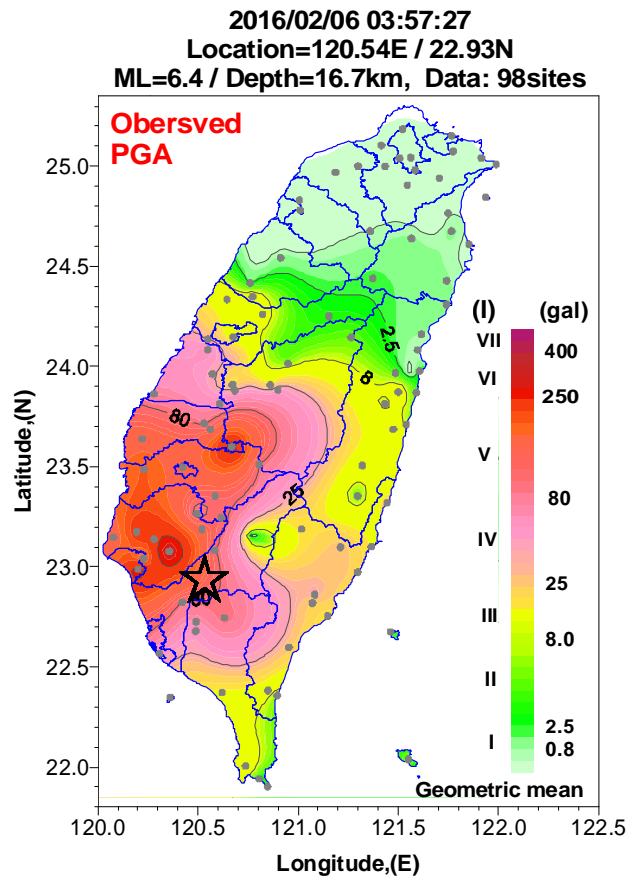 2016/02/06 03:57:27
Location=120.54E / 22.93N
ML=6.4 / Depth=16.7km, Data: 98sites
Obersved
PGA
25.0
24.5
24.0
23.5
23.0
22.5
22.0
Latitude,(N)
2.5
8
80
25
80
(I) (gal)
VII 400
VI 250
V
80
IV
25
III
8.0
II
2.5
I
0.8
Geometric mean
120.0 120.5 121.0 121.5 122.0 122.5
Longitude,(E)